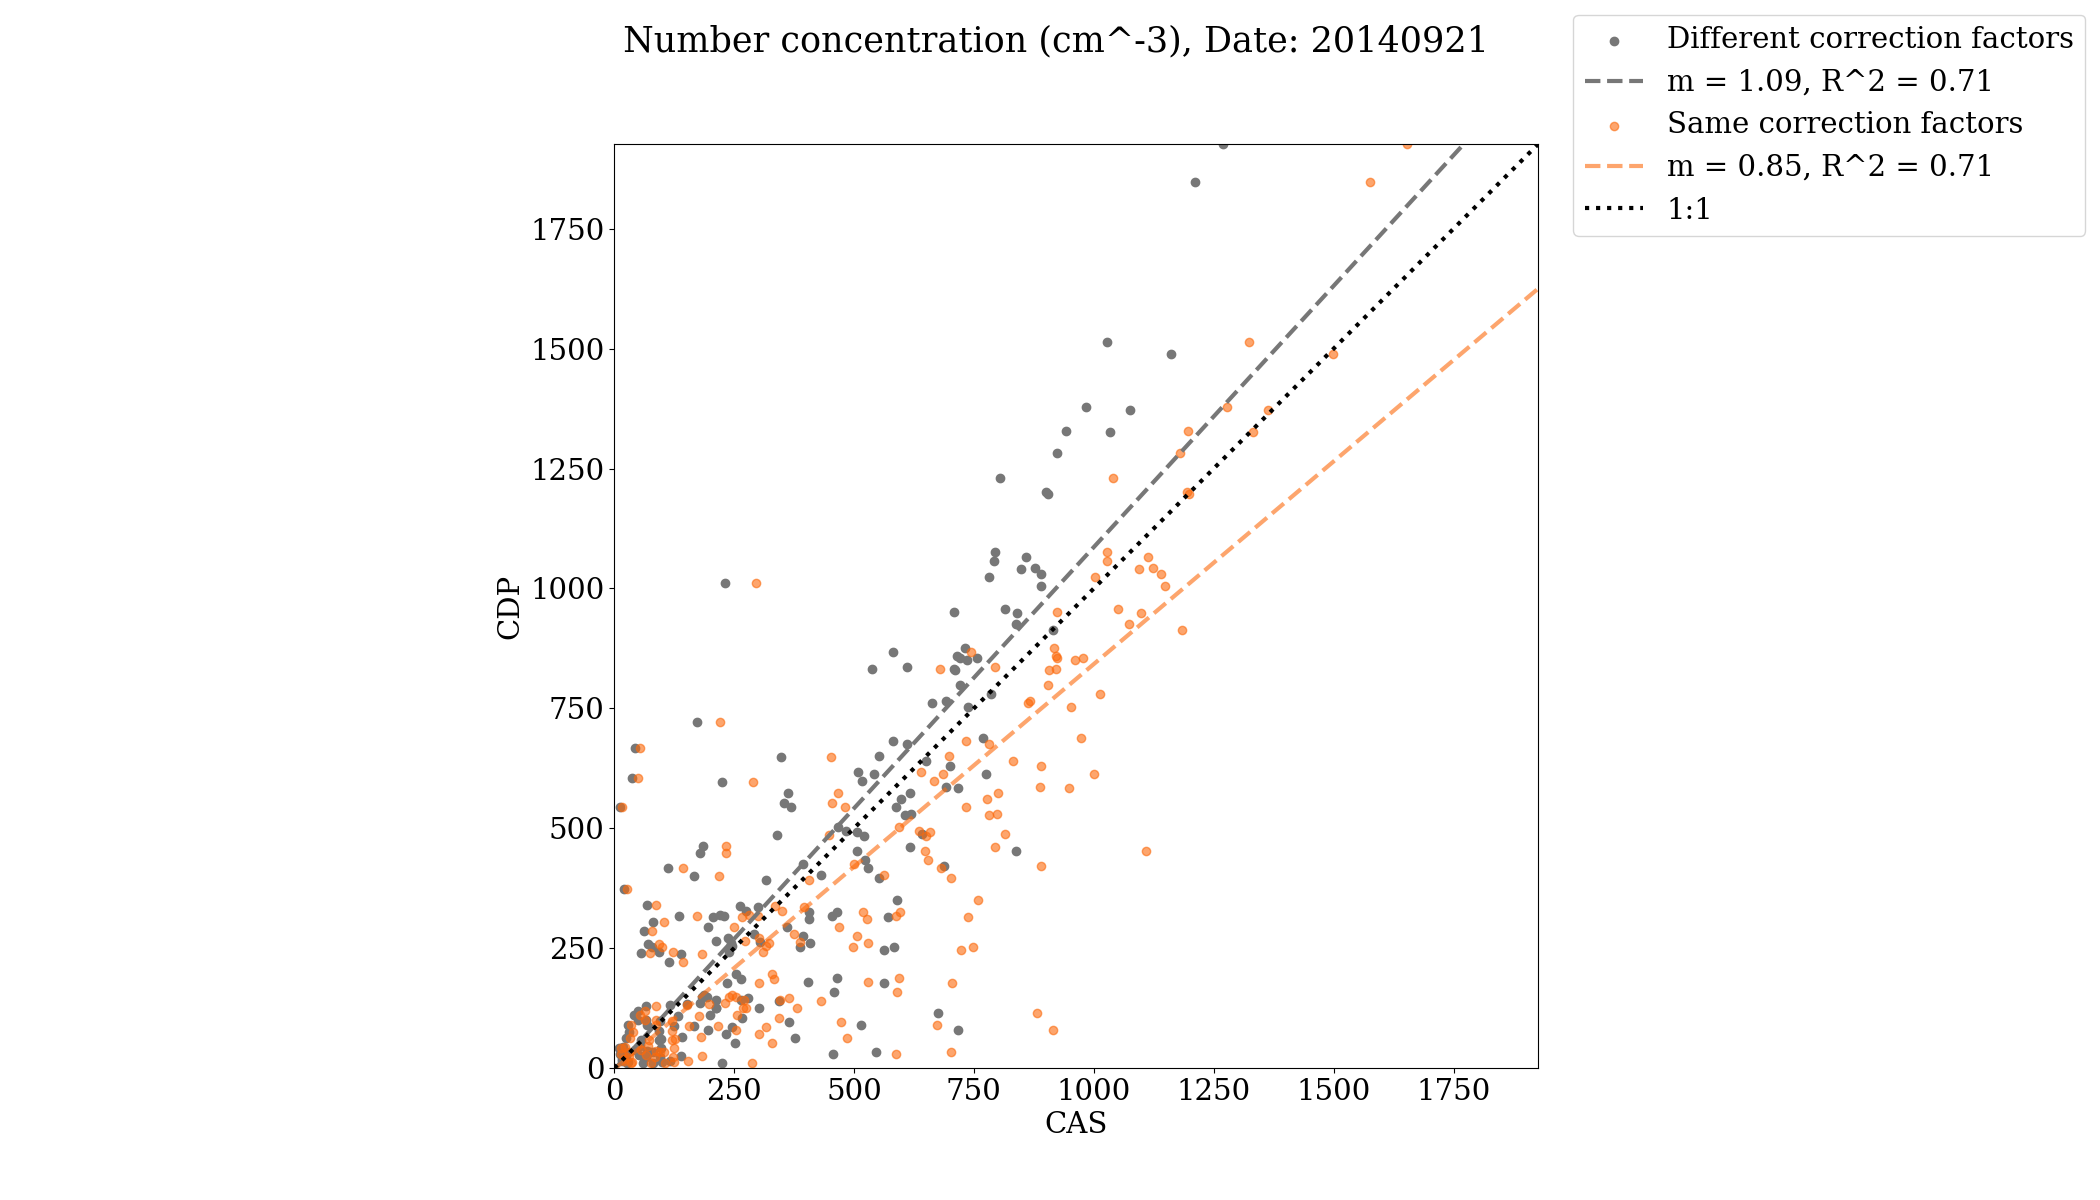 Number concentration (cm^-3), Date: 20140921
Different correction factors
m = 1.09, R^2 = 0.71
Same correction factors
m = 0.85, R^2 = 0.71
1:1
1750
1500
1250
1000
750
500
250
0
CDP
0 250 500 750 1000 1250 1500 1750
CAS